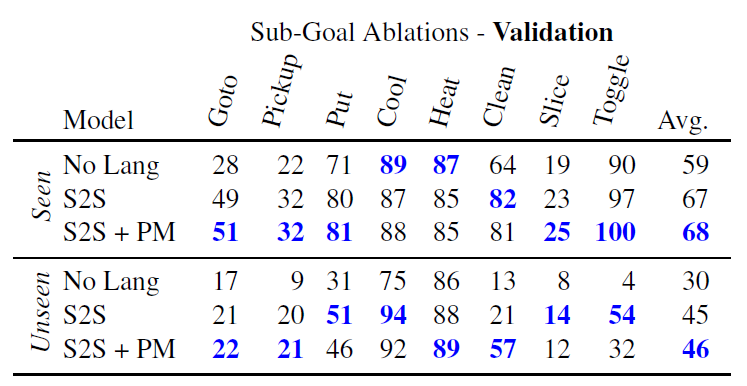 Sub-Goal Ablations - Validation
Model Goto Pickup Put Cool Heat Clean Slice Toggle Avg.
Seen
No Lang 28 22 71 89 87 64 19 90 59
S2S 49 32 80 87 85 82 23 97 67
S2S + PM 51 32 81 88 85 81 25 100 68
Unseen
No Lang 17 9 31 75 86 13 8 4 30
S2S 21 20 51 94 88 21 14 54 45
S2S + PM 22 21 46 92 89 57 12 32 46